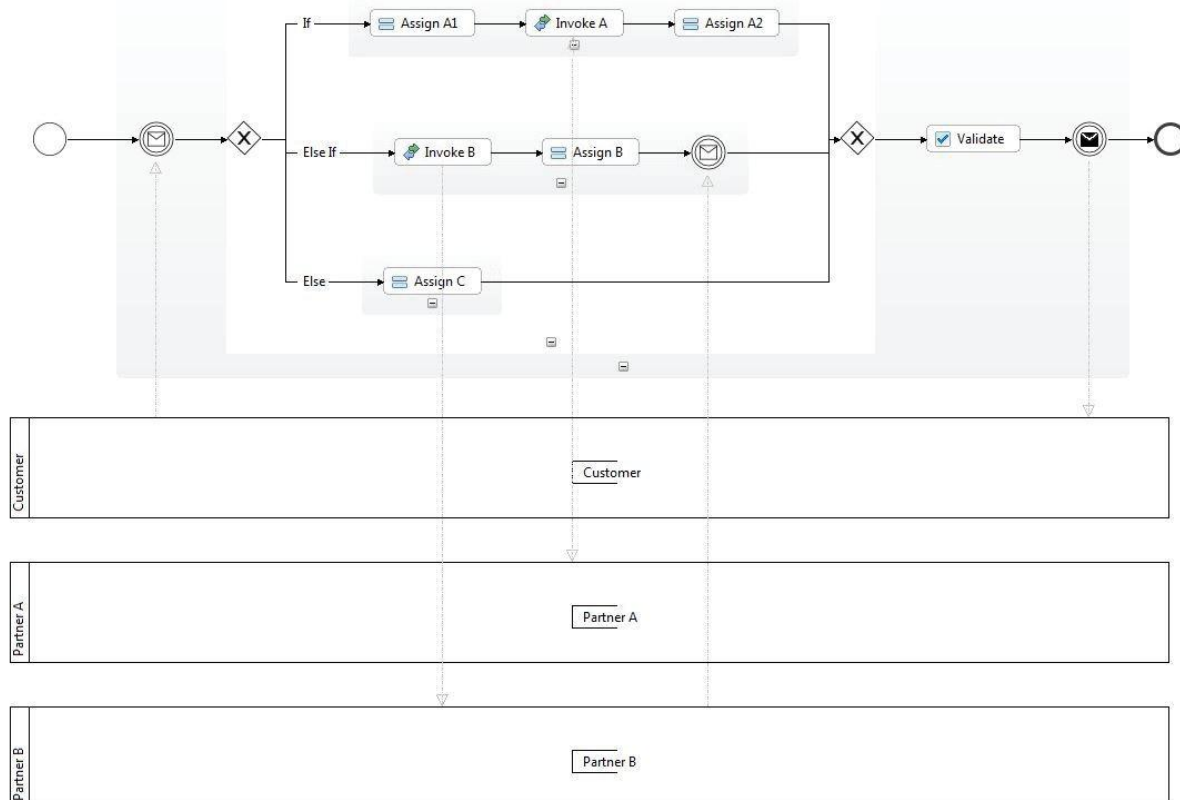 If
Assign A1
Invoke A
Assign A2
Else If
Invoke B
Assign B
Validate
Else
Assign C
Customer
Customer
Partner A
Partner A
Partner B
Partner B